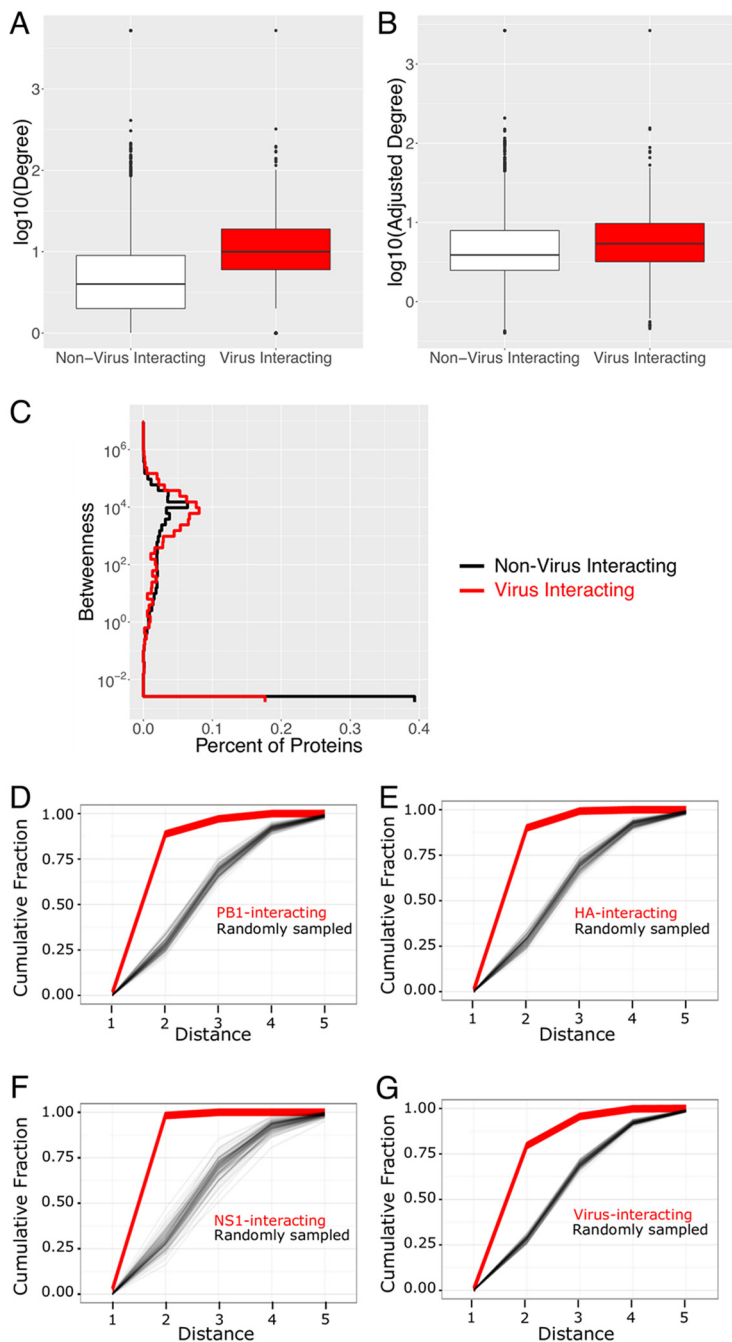 A
log10(Degree)
3
2
1
0
Non-Virus Interacting
Virus Interacting
B
log10(Adjusted Degree)
3
2
1
0
Non-Virus Interacting
Virus Interacting
C
Betweenness
10^6
10^4
10^2
10^0
10^-2
0.0 0.1 0.2 0.3 0.4
Percent of Proteins
Non-Virus Interacting
Virus Interacting
D
Cumulative Fraction
1.00
0.75
0.50
0.25
0.00
PB1-interacting
Randomly sampled
1 2 3 4 5
Distance
E
Cumulative Fraction
1.00
0.75
0.50
0.25
0.00
HA-interacting
Randomly sampled
1 2 3 4 5
Distance
F
Cumulative Fraction
1.00
0.75
0.50
0.25
0.00
NS1-interacting
Randomly sampled
1 2 3 4 5
Distance
G
Cumulative Fraction
1.00
0.75
0.50
0.25
0.00
Virus-interacting
Randomly sampled
1 2 3 4 5
Distance